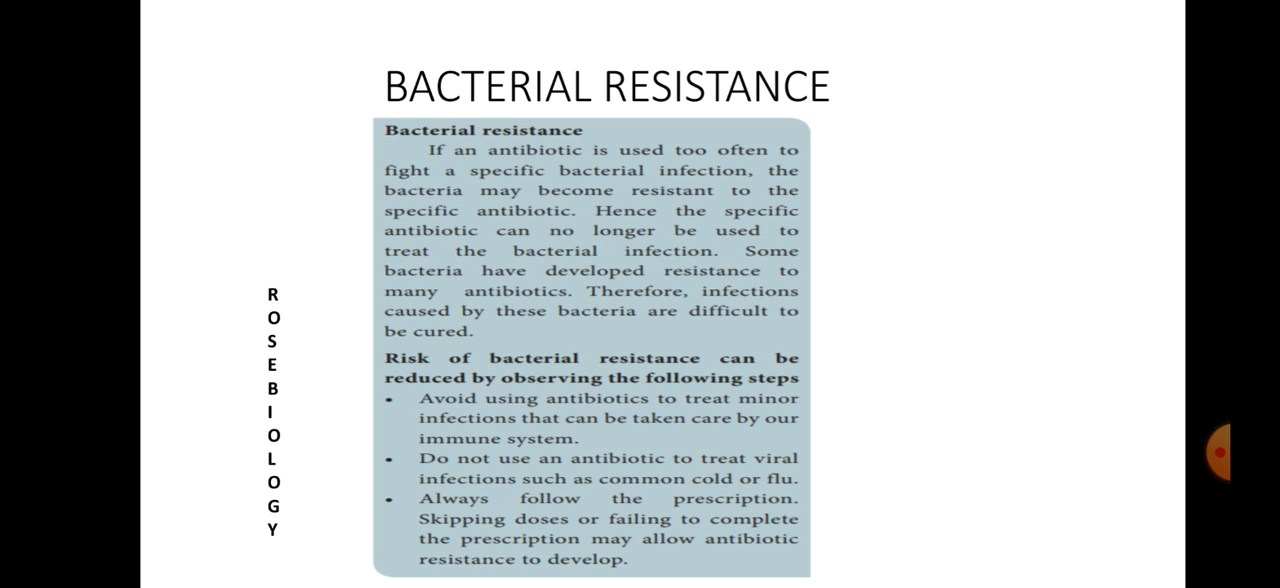 BACTERIAL RESISTANCE
Bacterial resistance
If an antibiotic is used too often to
fight a specific bacterial infection, the
bacteria may become resistant to the
specific antibiotic. Hence the specific
antibiotic can no longer be used to
treat the bacterial infection. Some
bacteria have developed resistance to
many antibiotics. Therefore, infections
caused by these bacteria are difficult to
be cured.
Risk of bacterial resistance can be
reduced by observing the following steps
• Avoid using antibiotics to treat minor
infections that can be taken care by our
immune system.
• Do not use an antibiotic to treat viral
infections such as common cold or flu.
• Always follow the prescription.
Skipping doses or failing to complete
the prescription may allow antibiotic
resistance to develop.
R
O
S
E
B
I
O
L
O
G
Y